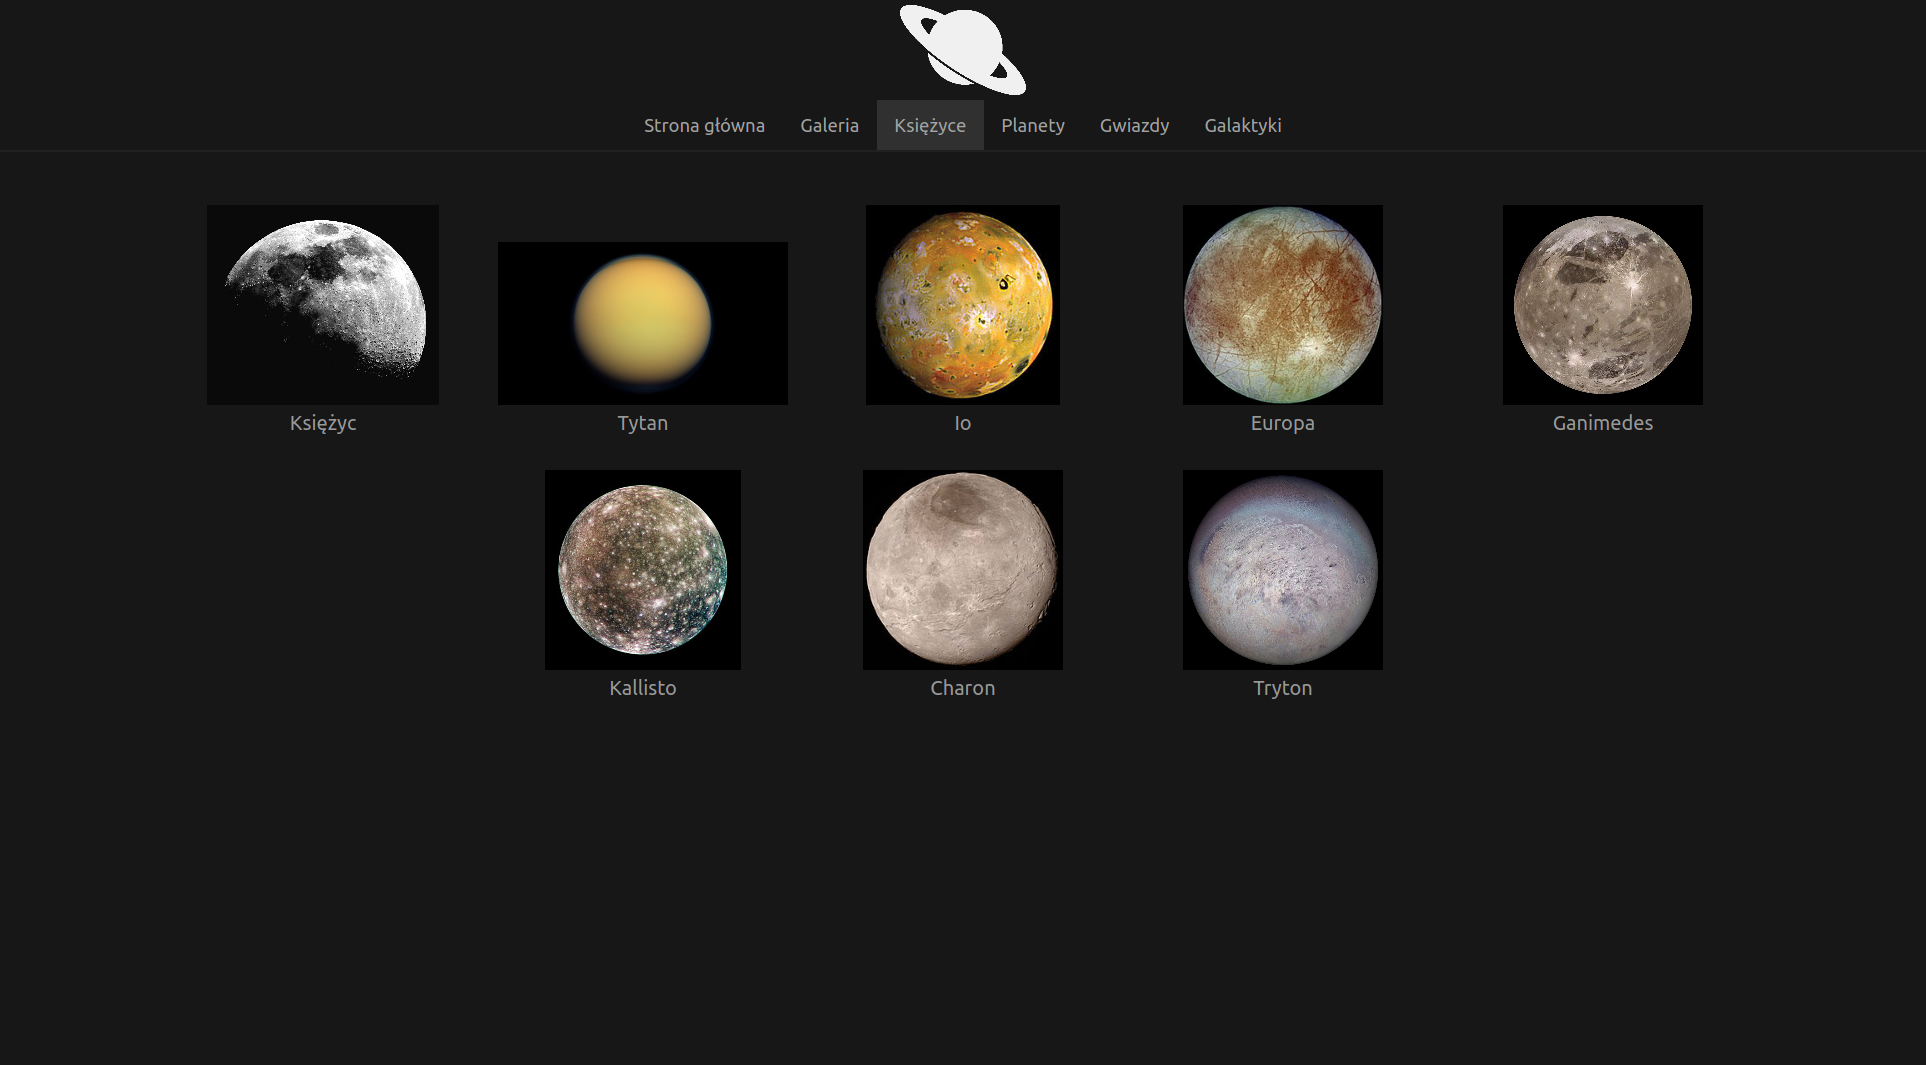 Strona główna Galeria Księżyce Planety Gwiazdy Galaktyki
Księżyc Tytan Io Europa Ganimedes
Kallisto Charon Tryton